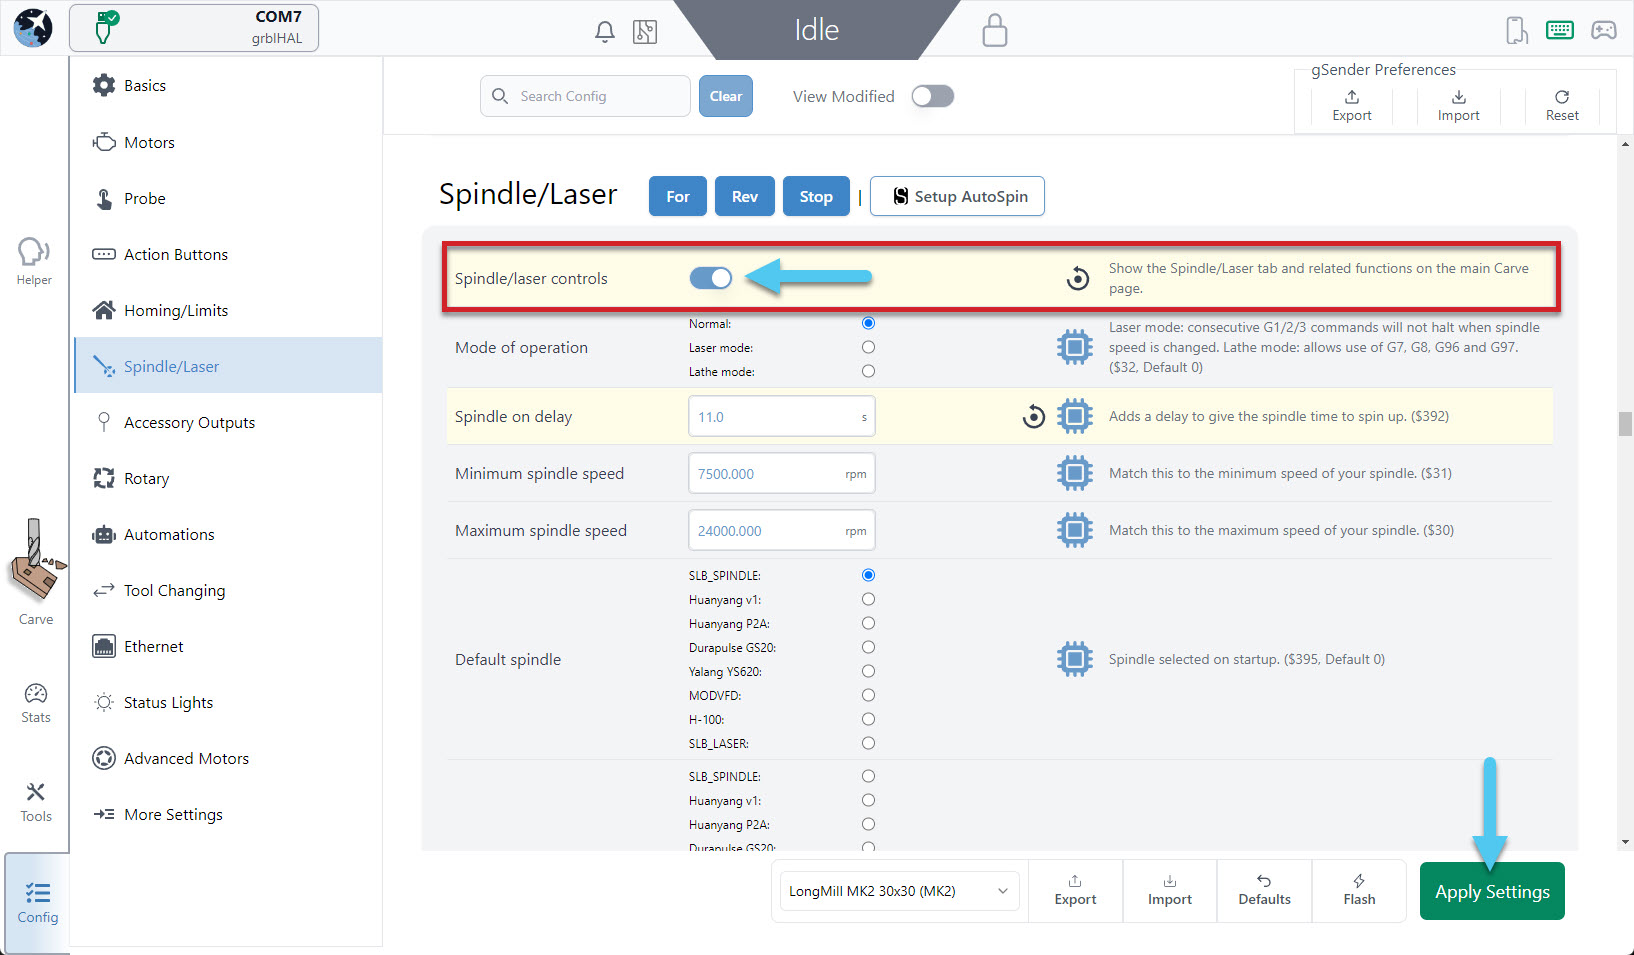 COM7
grblHAL
Idle
Helper
Carve
Stats
Tools
Config
Basics
Motors
Probe
Action Buttons
Homing/Limits
Spindle/Laser
Accessory Outputs
Rotary
Automations
Tool Changing
Ethernet
Status Lights
Advanced Motors
More Settings
Search Config
Clear
View Modified
gSender Preferences
Export
Import
Reset
Spindle/Laser
For
Rev
Stop
Setup AutoSpin
Spindle/laser controls
Show the Spindle/Laser tab and related functions on the main Carve
page.
Mode of operation
Normal:
Laser mode:
Lathe mode:
Laser mode: consecutive G1/2/3 commands will not halt when spindle
speed is changed. Lathe mode: allows use of G7, G8, G96 and G97.
($32, Default 0)
Spindle on delay
11.0 s
Adds a delay to give the spindle time to spin up. ($392)
Minimum spindle speed
7500.000 rpm
Match this to the minimum speed of your spindle. ($31)
Maximum spindle speed
24000.000 rpm
Match this to the maximum speed of your spindle. ($30)
Default spindle
SLB_SPINDLE:
Huanyang v1:
Huanyang P2A:
Durapulse GS20:
Yalang YS620:
MODVFD:
H-100:
SLB_LASER:
Spindle selected on startup. ($395, Default 0)
SLB_SPINDLE:
Huanyang v1:
Huanyang P2A:
Durapulse GS20:
LongMill MK2 30x30 (MK2)
Export
Import
Defaults
Flash
Apply Settings